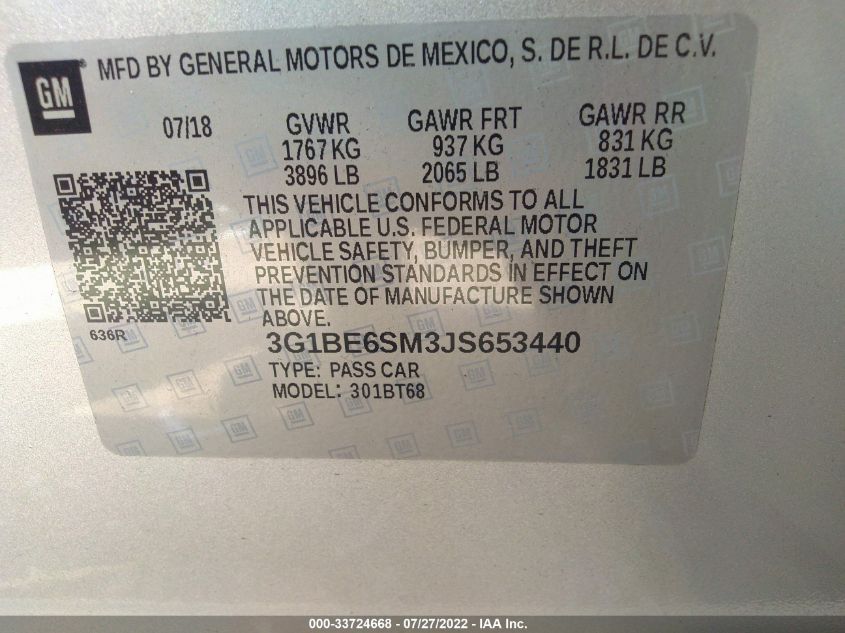 GM
MFD BY GENERAL MOTORS DE MEXICO, S. DE R.L. DE C.V.
07/18 GVWR GAWR FRT GAWR RR
1767 KG 937 KG 831 KG
3896 LB 2065 LB 1831 LB
THIS VEHICLE CONFORMS TO ALL
APPLICABLE U.S. FEDERAL MOTOR
VEHICLE SAFETY, BUMPER, AND THEFT
PREVENTION STANDARDS IN EFFECT ON
THE DATE OF MANUFACTURE SHOWN
ABOVE.
636R
3G1BE6SM3JS653440
TYPE: PASS CAR
MODEL: 301BT68
000-33724668 - 07/27/2022 - IAA Inc.